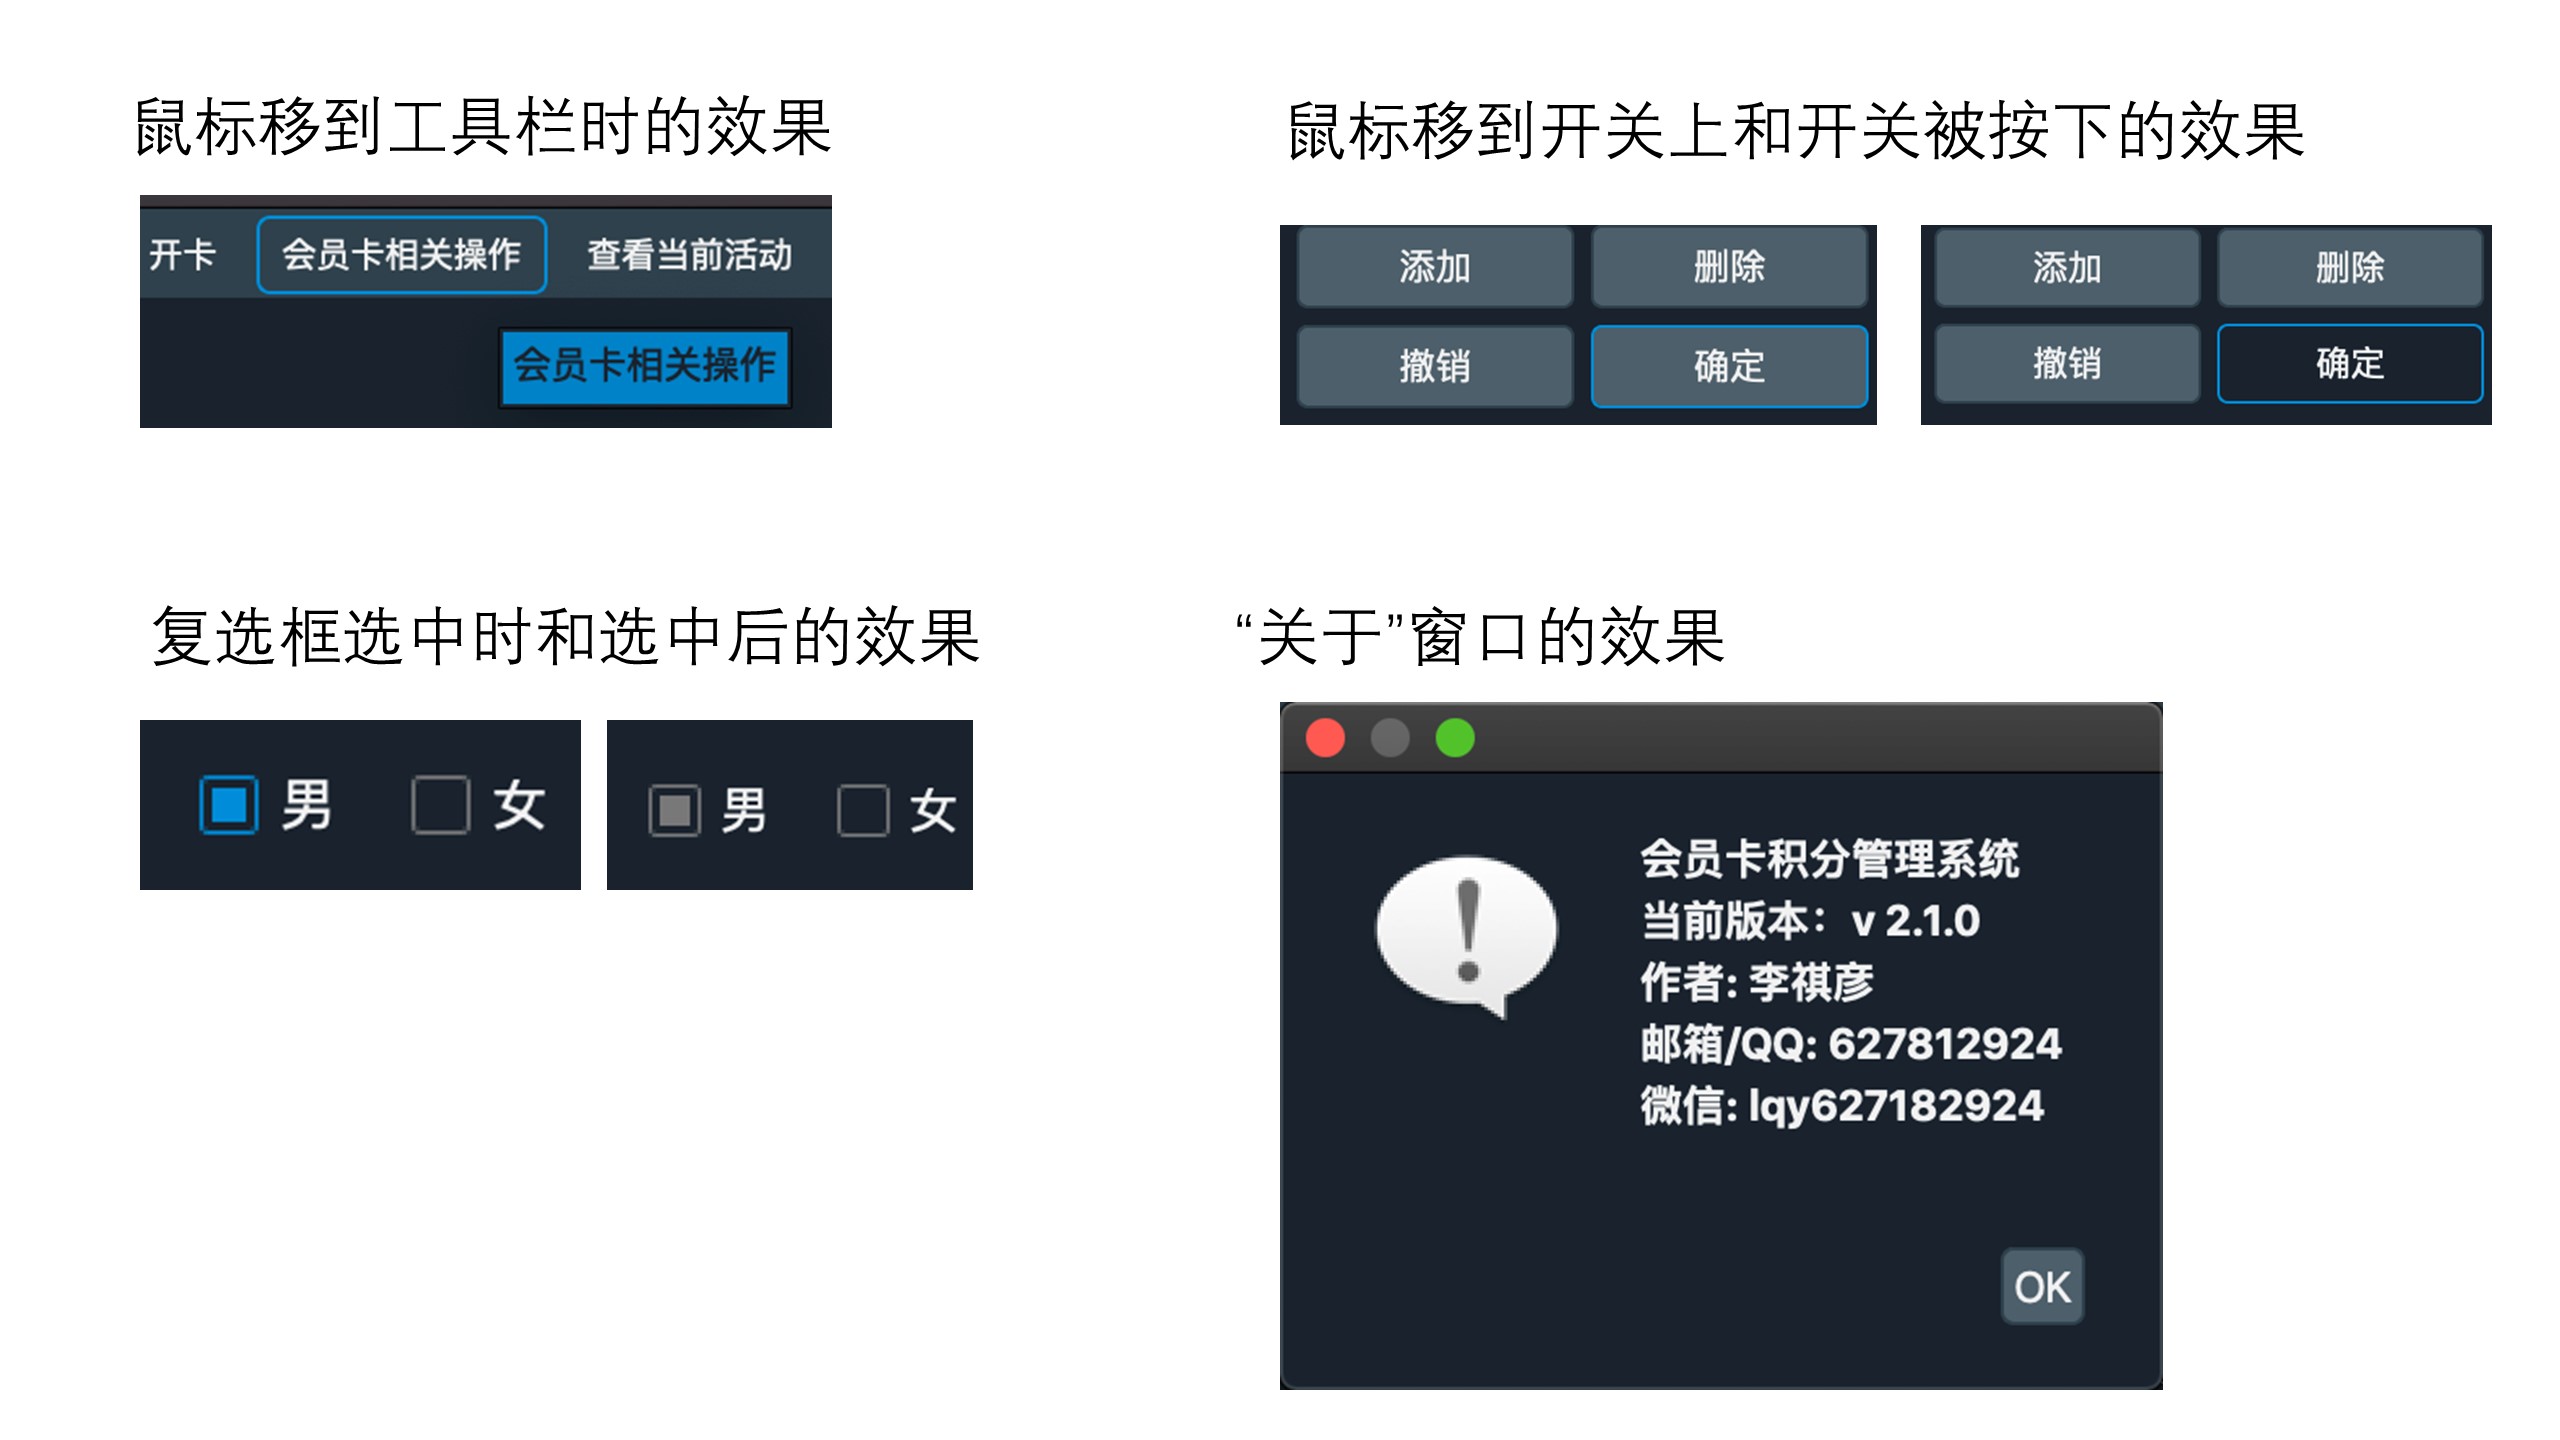 鼠标移到工具栏时的效果
开卡 会员卡相关操作 查看当前活动
会员卡相关操作
鼠标移到开关上和开关被按下的效果
添加 删除
撤销 确定
添加 删除
撤销 确定
复选框选中时和选中后的效果
男 女
男 女
“关于”窗口的效果
会员卡积分管理系统
当前版本：v 2.1.0
作者: 李祺彦
邮箱/QQ: 627812924
微信: lqy627182924
OK